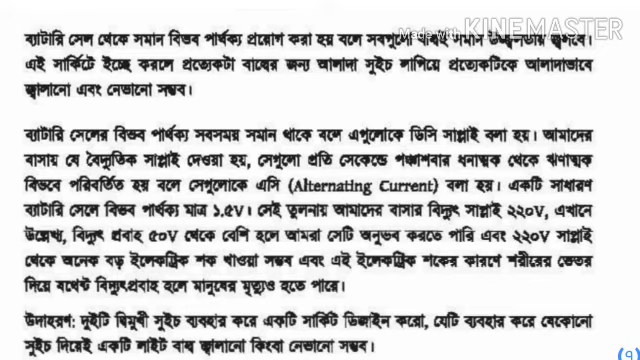 Made with KINEMASTER
ব্যাটারি সেল থেকে সমান বিভব পার্থক্য প্রয়োগ করা হয় বলে সবগুলো বাল্বই সমান উজ্জ্বলতায় জ্বলবে।
এই সার্কিটে ইচ্ছে করলে প্রত্যেকটা বাল্বের জন্য আলাদা সুইচ লাগিয়ে প্রত্যেকটিকে আলাদাভাবে
জ্বালানো এবং নেভানো সম্ভব।
ব্যাটারি সেলের বিভব পার্থক্য সবসময় সমান থাকে বলে এগুলোকে ডিসি সাপ্লাই বলা হয়। আমাদের
বাসায় যে বৈদ্যুতিক সাপ্লাই দেওয়া হয়, সেগুলো প্রতি সেকেন্ডে পঞ্চাশবার ধনাত্মক থেকে ঋণাত্মক
বিভবে পরিবর্তিত হয় বলে সেগুলোকে এসি (Alternating Current) বলা হয়। একটি সাধারণ
ব্যাটারি সেলে বিভব পার্থক্য মাত্র ১.৫V। সেই তুলনায় আমাদের বাসার বিদ্যুৎ সাপ্লাই ২২০V, এখানে
উল্লেখ্য, বিদ্যুৎ প্রবাহ ৫০V থেকে বেশি হলে আমরা সেটি অনুভব করতে পারি এবং ২২০V সাপ্লাই
থেকে অনেক বড় ইলেকট্রিক শক খাওয়া সম্ভব এবং এই ইলেকট্রিক শকের কারণে শরীরের ভেতর
দিয়ে যথেষ্ট বিদ্যুৎপ্রবাহ হলে মানুষের মৃত্যুও হতে পারে।
উদাহরণ: দুইটি দ্বিমুখী সুইচ ব্যবহার করে একটি সার্কিট ডিজাইন করো, যেটি ব্যবহার করে যেকোনো
সুইচ দিয়েই একটি লাইট বাল্ব জ্বালানো কিংবা নেভানো সম্ভব।